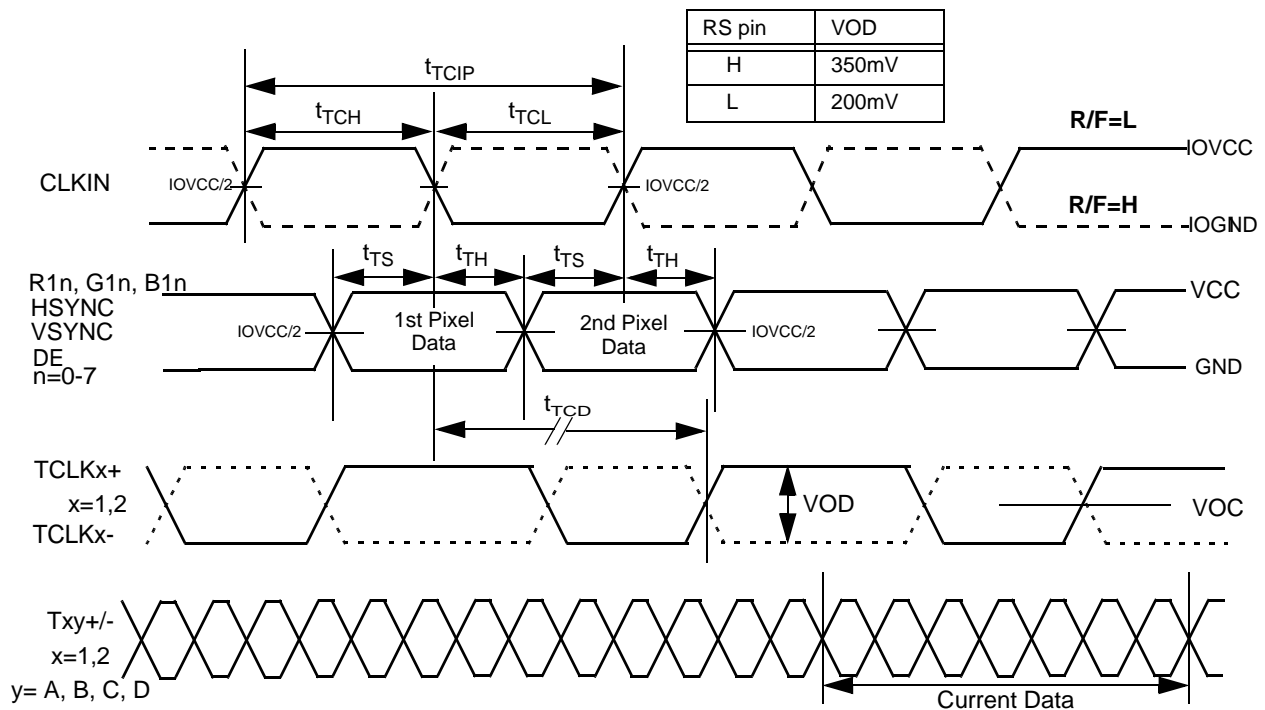 RS pin VOD
H 350mV
L 200mV
tTCIP
tTCH tTCL
R/F=L
IOVCC
CLKIN IOVCC/2 IOVCC/2
R/F=H
IOGND
tTS tTH tTS tTH
R1n, G1n, B1n
HSYNC
VSYNC
DE
n=0-7
IOVCC/2
1st Pixel
Data
2nd Pixel
Data
IOVCC/2
VCC
GND
tTCD
TCLKx+
x=1,2
TCLKx-
VOD
VOC
Txy+/-
x=1,2
y= A, B, C, D
Current Data